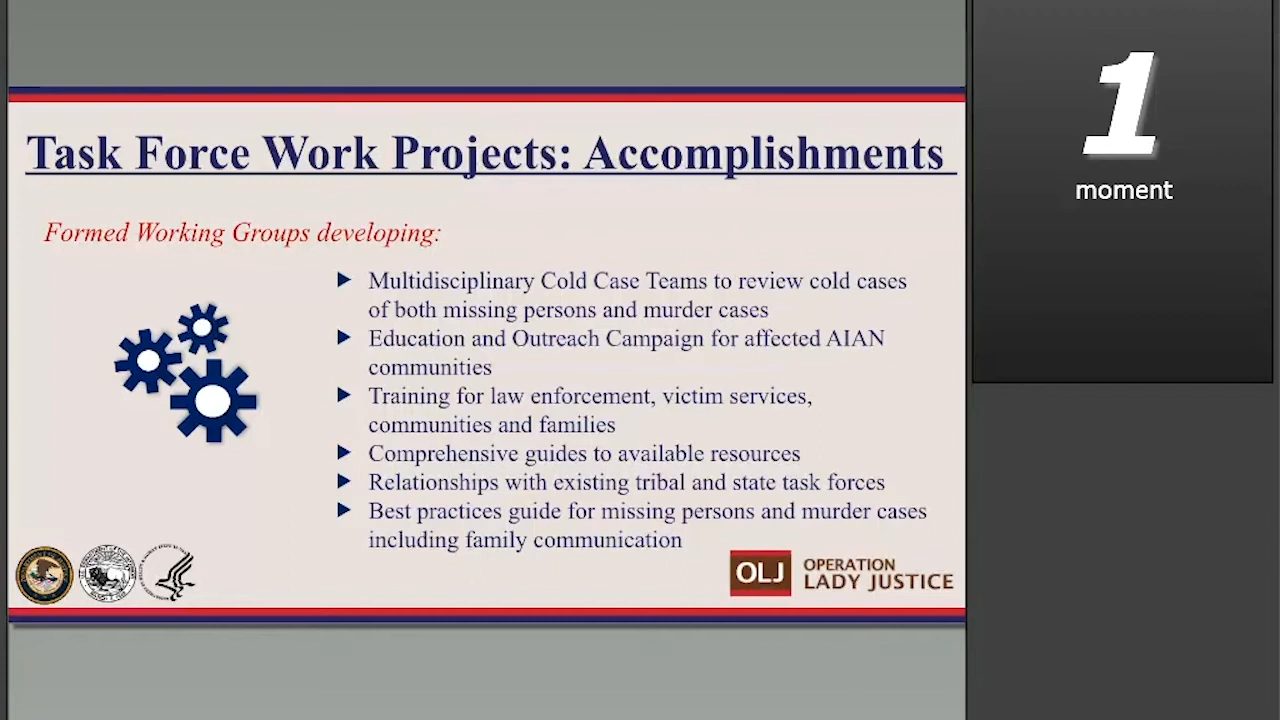 Task Force Work Projects: Accomplishments
Formed Working Groups developing:
Multidisciplinary Cold Case Teams to review cold cases
of both missing persons and murder cases
Education and Outreach Campaign for affected AIAN
communities
Training for law enforcement, victim services,
communities and families
Comprehensive guides to available resources
Relationships with existing tribal and state task forces
Best practices guide for missing persons and murder cases
including family communication
OLJ
OPERATION
LADY JUSTICE
1
moment